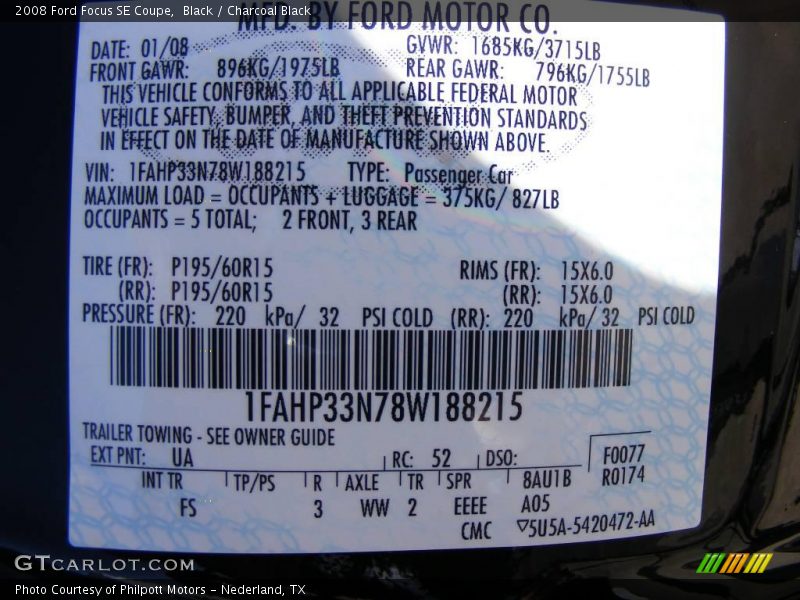 2008 Ford Focus SE Coupe,  Black / Charcoal Black
MFD. BY FORD MOTOR CO.
DATE: 01/08 GVWR: 1685KG/3715LB
FRONT GAWR: 896KG/1975LB REAR GAWR: 796KG/1755LB
THIS VEHICLE CONFORMS TO ALL APPLICABLE FEDERAL MOTOR
VEHICLE SAFETY, BUMPER, AND THEFT PREVENTION STANDARDS
IN EFFECT ON THE DATE OF MANUFACTURE SHOWN ABOVE.
VIN: 1FAHP33N78W188215 TYPE: Passenger Car
MAXIMUM LOAD = OCCUPANTS + LUGGAGE = 375KG/ 827LB
OCCUPANTS = 5 TOTAL; 2 FRONT, 3 REAR
TIRE (FR): P195/60R15 RIMS (FR): 15X6.0
(RR): P195/60R15 (RR): 15X6.0
PRESSURE (FR): 220 kPa/ 32 PSI COLD (RR): 220 kPa/ 32 PSI COLD
1FAHP33N78W188215
TRAILER TOWING - SEE OWNER GUIDE
EXT PNT: UA RC: 52 DSO: F0077
INT TR TP/PS R AXLE TR SPR 8AU1B R0174
FS 3 WW 2 EEEE A05
CMC ▽5U5A-5420472-AA
GTCARLOT.COM
Photo Courtesy of Philpott Motors – Nederland, TX